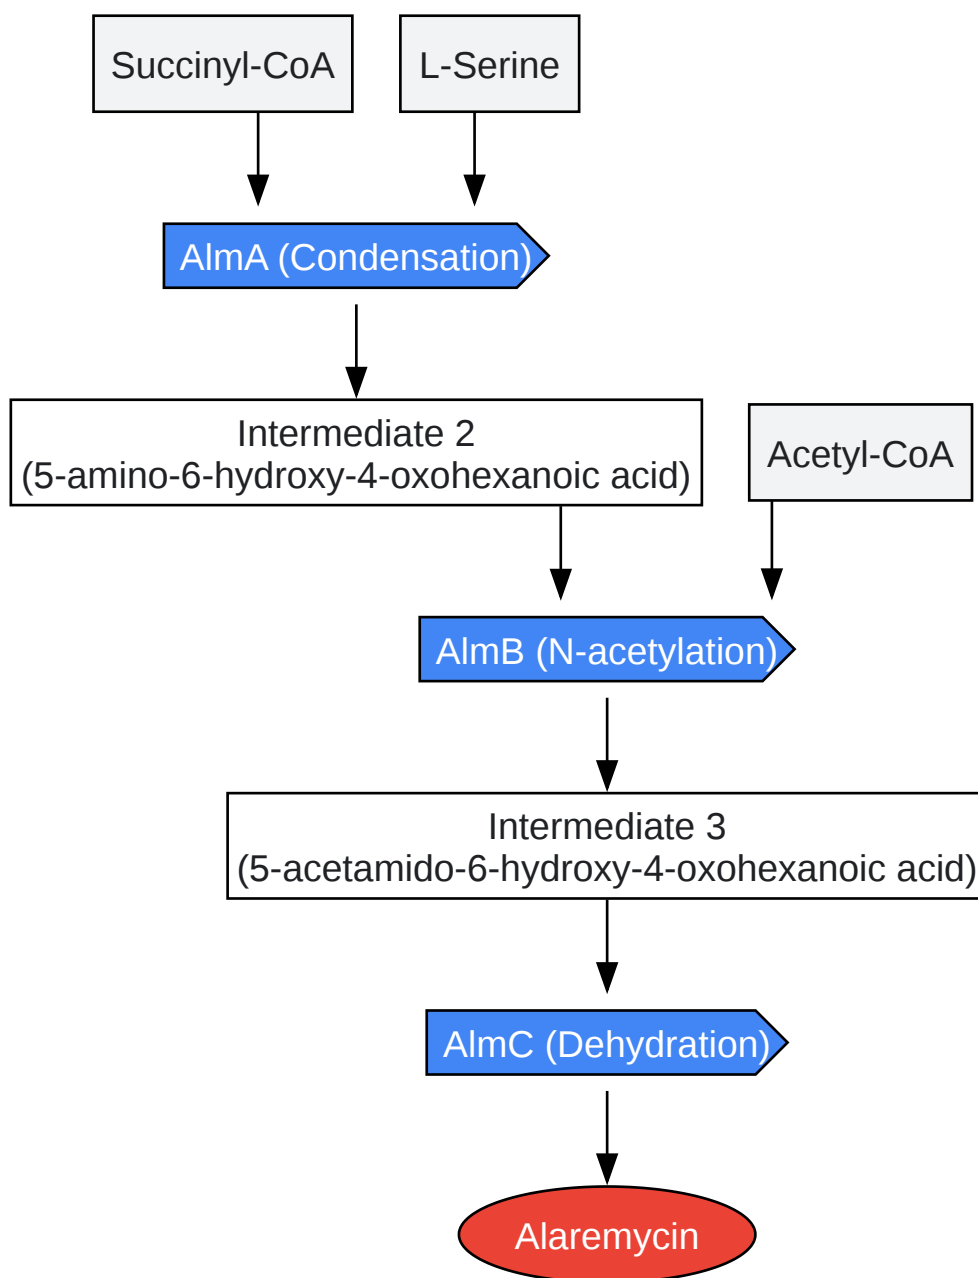 Succinyl-CoA
L-Serine
AlmA (Condensation)
Intermediate 2
(5-amino-6-hydroxy-4-oxohexanoic acid)
Acetyl-CoA
AlmB (N-acetylation)
Intermediate 3
(5-acetamido-6-hydroxy-4-oxohexanoic acid)
AlmC (Dehydration)
Alaremycin